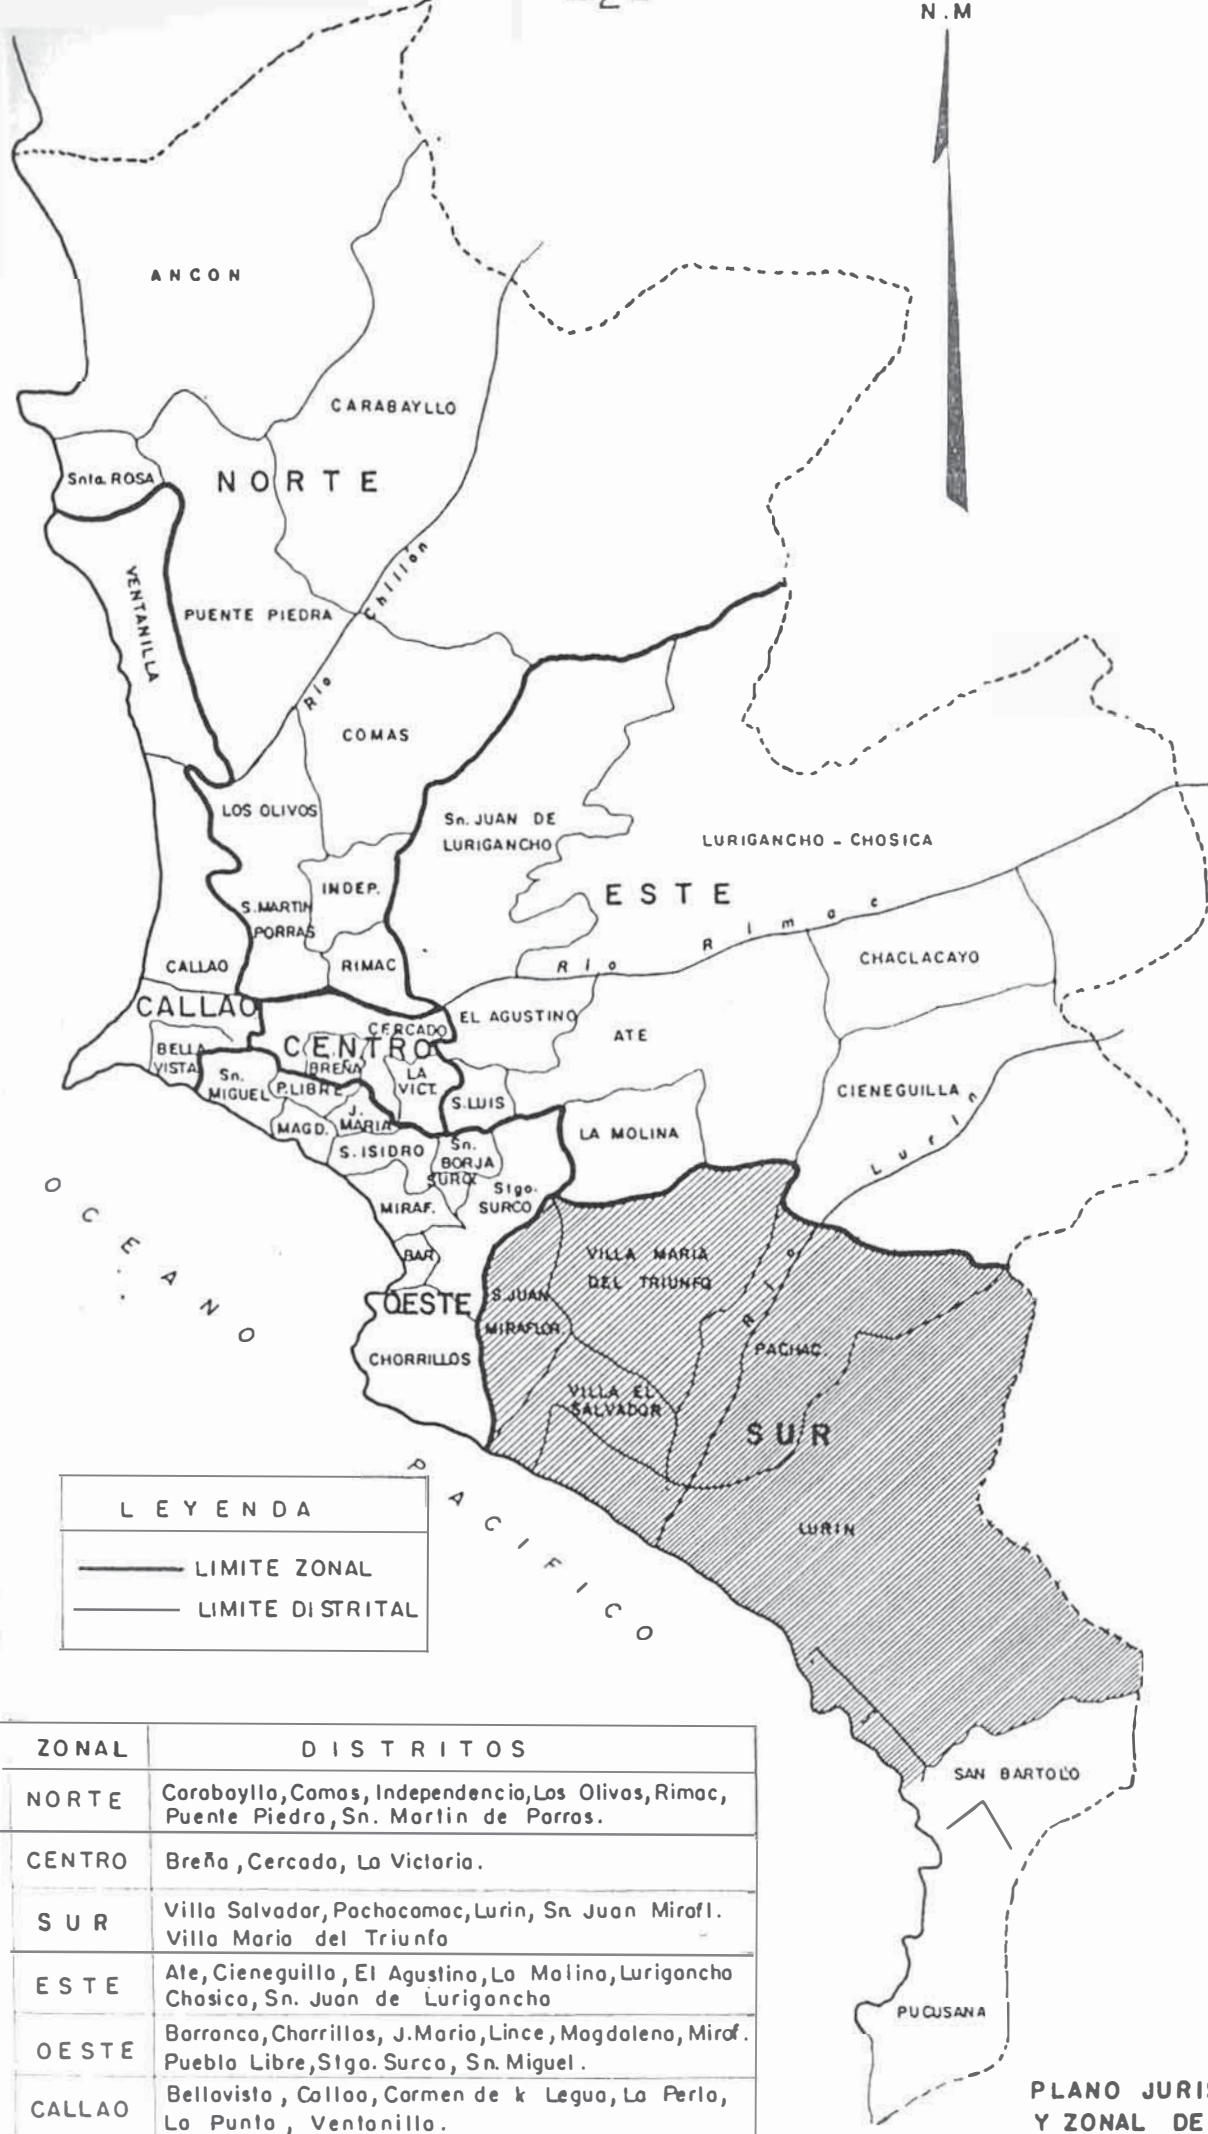 - 2 -
N.M
ANCON
CARABAYLLO
Snta. ROSA
NORTE
VENTANILLA
PUENTE PIEDRA
Río Chillón
COMAS
LOS OLIVOS
Sn. JUAN DE
LURIGANCHO
LURIGANCHO - CHOSICA
ESTE
INDEP.
S. MARTIN
PORRAS
RIMAC
CALLAO
Río Rimac
CHACLACAYO
CALLAO
CERCADO
EL AGUSTINO
ATE
CENTRO
BELLA
VISTA
BREÑA
LA
VICT.
Sn.
MIGUEL
P. LIBRE
S. LUIS
CIENEGUILLA
Lurín
MAGD.
J.
MARIA
LA MOLINA
S. ISIDRO
Sn.
BORJA
SURQ.
Stgo.
SURCO
MIRAF.
BAR
VILLA MARIA
DEL TRIUNFO
RIO
OESTE
S. JUAN
MIRAFLOR.
PACHAC.
CHORRILLOS
VILLA EL
SALVADOR
SUR
OCEANO PACIFICO
LURIN
LEYENDA
LIMITE ZONAL
LIMITE DISTRITAL
SAN BARTOLO
PUCUSANA
ZONAL DISTRITOS
NORTE Carabayllo, Comas, Independencia, Los Olivos, Rimac,
Puente Piedra, Sn. Martin de Porras.
CENTRO Breña, Cercado, La Victoria.
SUR Villa Salvador, Pachacamac, Lurin, Sn. Juan Mirafl.
Villa Maria del Triunfo
ESTE Ate, Cieneguilla, El Agustino, La Molina, Lurigancho
Chosica, Sn. Juan de Lurigancho
OESTE Barranco, Chorrillos, J. Maria, Lince, Magdalena, Miraf.
Pueblo Libre, Stgo. Surco, Sn. Miguel.
CALLAO Bellavista, Callao, Carmen de k Legua, La Perla,
La Punta, Ventanilla.
PLANO JURIS
Y ZONAL DE